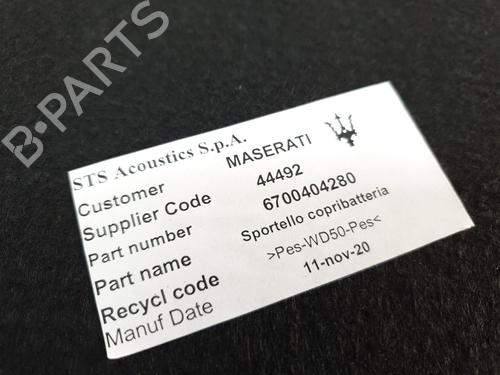 B-PARTS
STS Acoustics S.p.A.
Customer MASERATI
Supplier Code 44492
Part number 6700404280
Part name Sportello copribatteria
Recycl code >Pes-WD50-Pes<
Manuf Date 11-nov-20